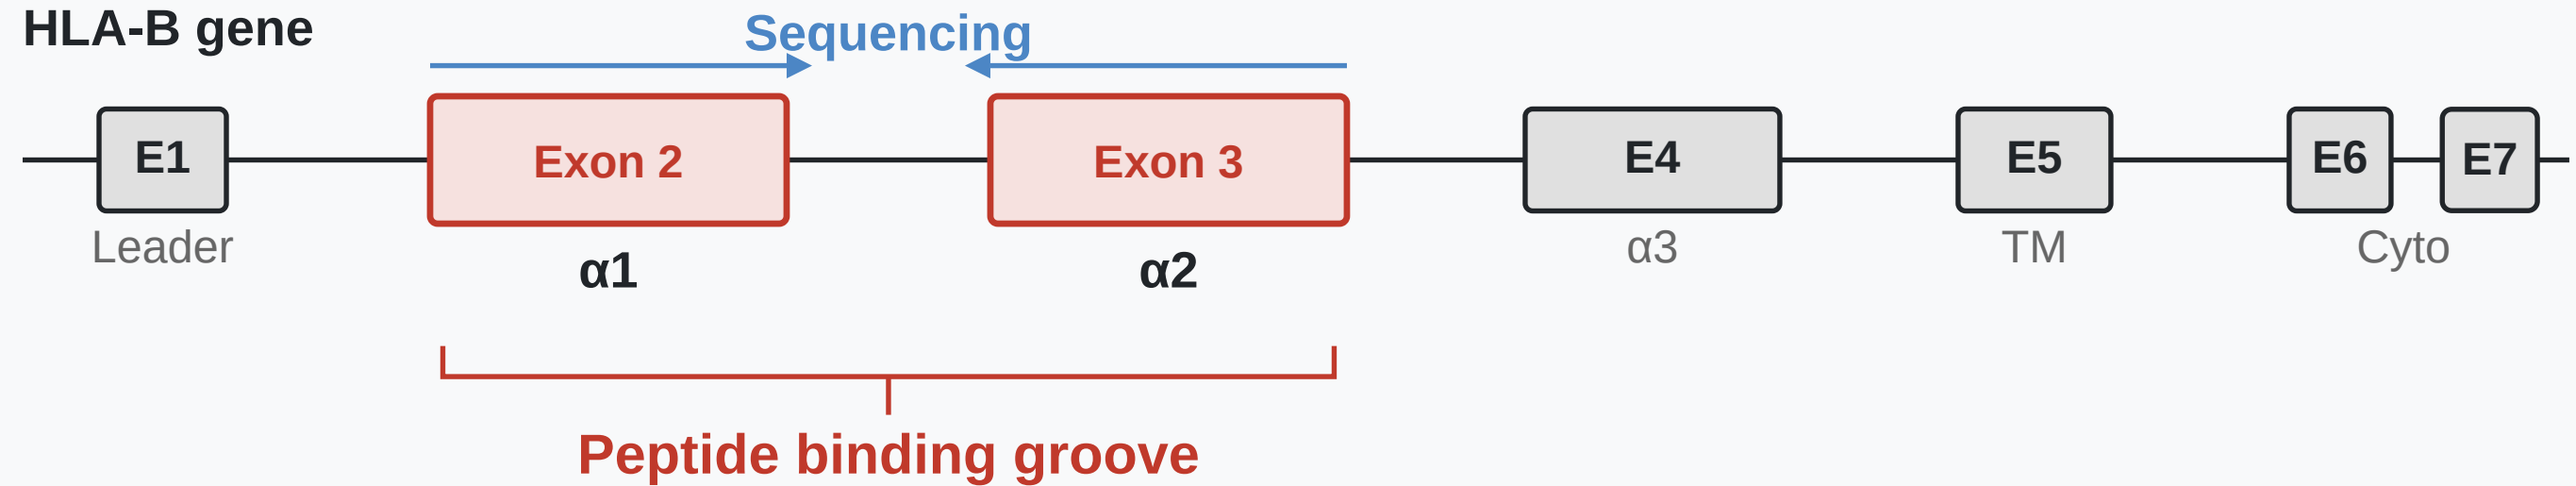 HLA-B gene
Sequencing
E1 Exon 2 Exon 3 E4 E5 E6 E7
Leader α1 α2 α3 TM Cyto
Peptide binding groove